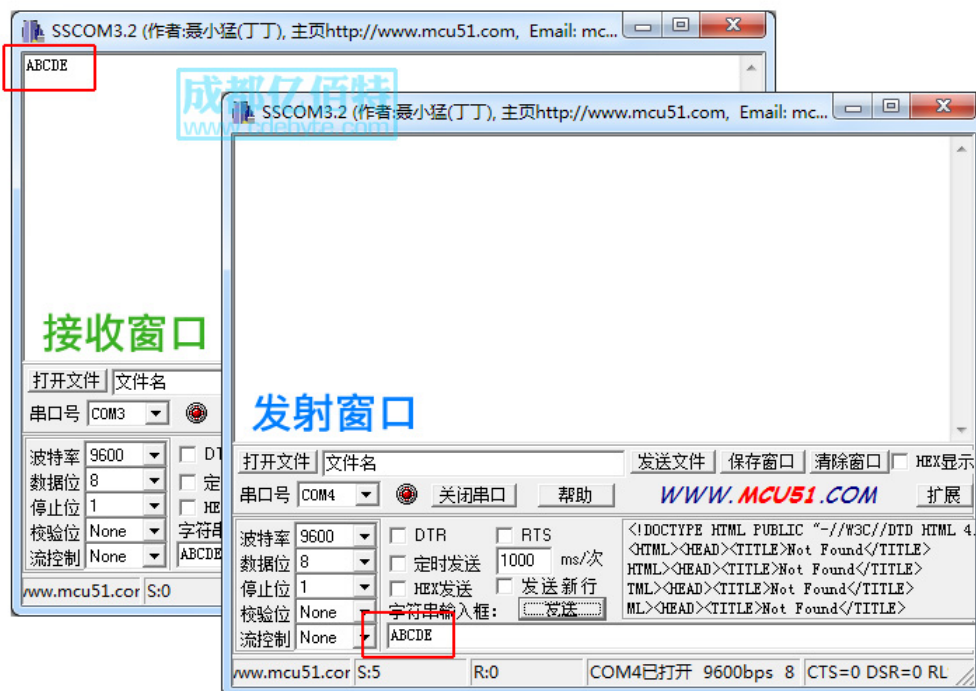 SSCOM3.2 (作者:聂小猛(丁丁), 主页http://www.mcu51.com, Email: mc...
ABCDE
成都亿佰特
www.cdebyte.com
接收窗口
打开文件 文件名
串口号 COM3
波特率 9600 DT
数据位 8 定
停止位 1 HE
校验位 None 字符串
流控制 None ABCDE
www.mcu51.cor S:0
SSCOM3.2 (作者:聂小猛(丁丁), 主页http://www.mcu51.com, Email: mc...
发射窗口
打开文件 文件名 发送文件 保存窗口 清除窗口 HEX显示
串口号 COM4 关闭串口 帮助 WWW.MCU51.COM 扩展
波特率 9600 DTR RTS
数据位 8 定时发送 1000 ms/次
停止位 1 HEX发送 发送新行
校验位 None 字符串输入框: 发送
流控制 None ABCDE
<!DOCTYPE HTML PUBLIC “-//W3C//DTD HTML 4.
<HTML><HEAD><TITLE>Not Found</TITLE>
HTML><HEAD><TITLE>Not Found</TITLE>
TML><HEAD><TITLE>Not Found</TITLE>
ML><HEAD><TITLE>Not Found</TITLE>
www.mcu51.cor S:5 R:0 COM4已打开 9600bps 8 CTS=0 DSR=0 RL